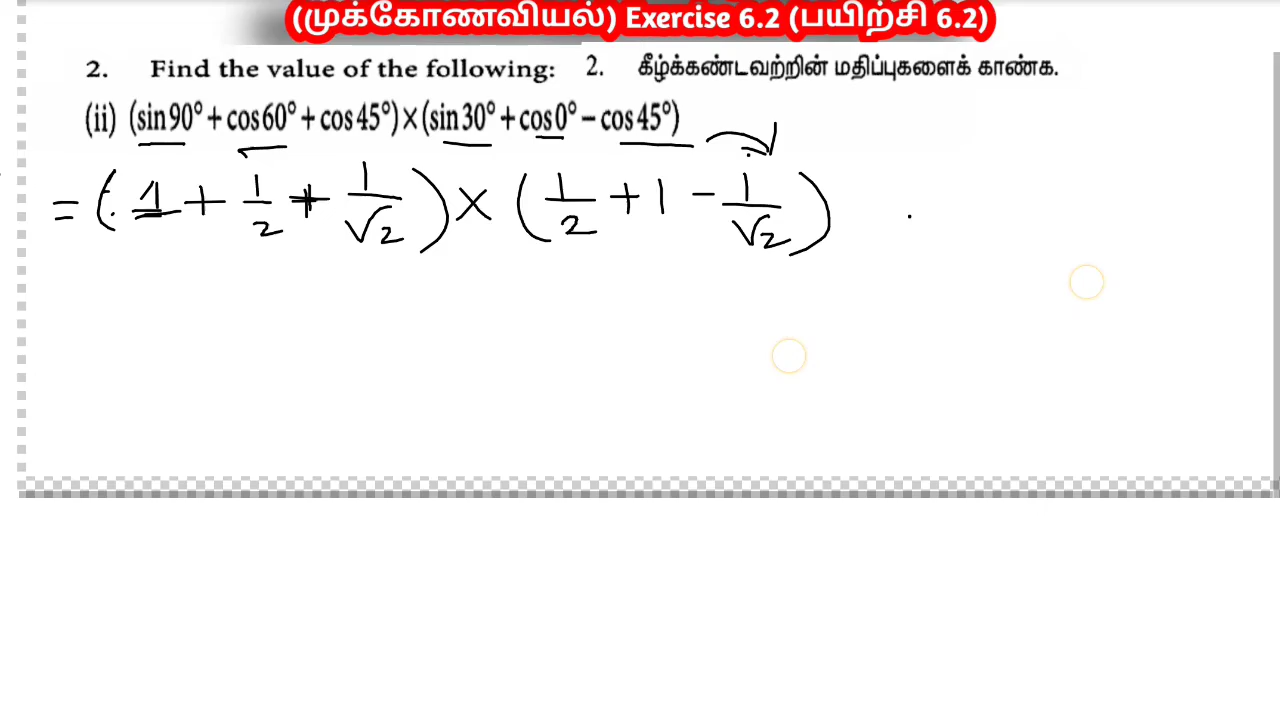 (முக்கோணவியல்) Exercise 6.2 (பயிற்சி 6.2)
2. Find the value of the following: 2. கீழ்க்கண்டவற்றின் மதிப்புகளைக் காண்க.
(ii) (sin 90° + cos 60° + cos 45°) × (sin 30° + cos 0° − cos 45°)
= (1 + 1/2 + 1/√2) × (1/2 + 1 − 1/√2)